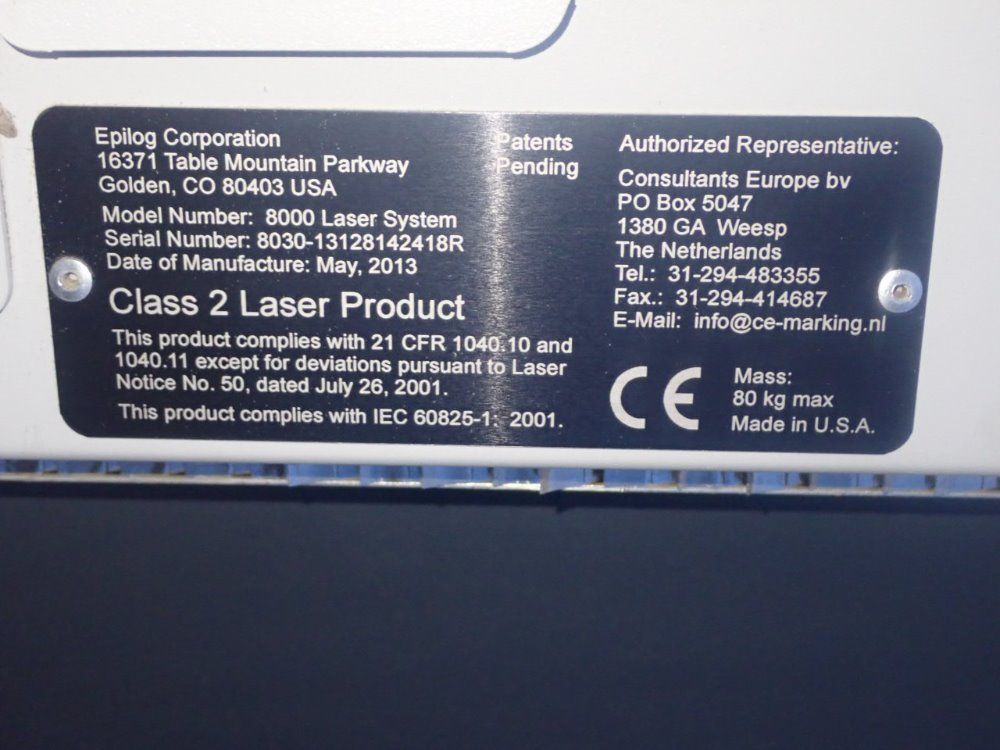 Epilog Corporation
16371 Table Mountain Parkway
Golden, CO 80403 USA
Model Number: 8000 Laser System
Serial Number: 8030-13128142418R
Date of Manufacture: May, 2013
Class 2 Laser Product
This product complies with 21 CFR 1040.10 and
1040.11 except for deviations pursuant to Laser
Notice No. 50, dated July 26, 2001.
This product complies with IEC 60825-1: 2001.
Patents
Pending
Authorized Representative:
Consultants Europe bv
PO Box 5047
1380 GA Weesp
The Netherlands
Tel.: 31-294-483355
Fax.: 31-294-414687
E-Mail: info@ce-marking.nl
CE
Mass:
80 kg max
Made in U.S.A.